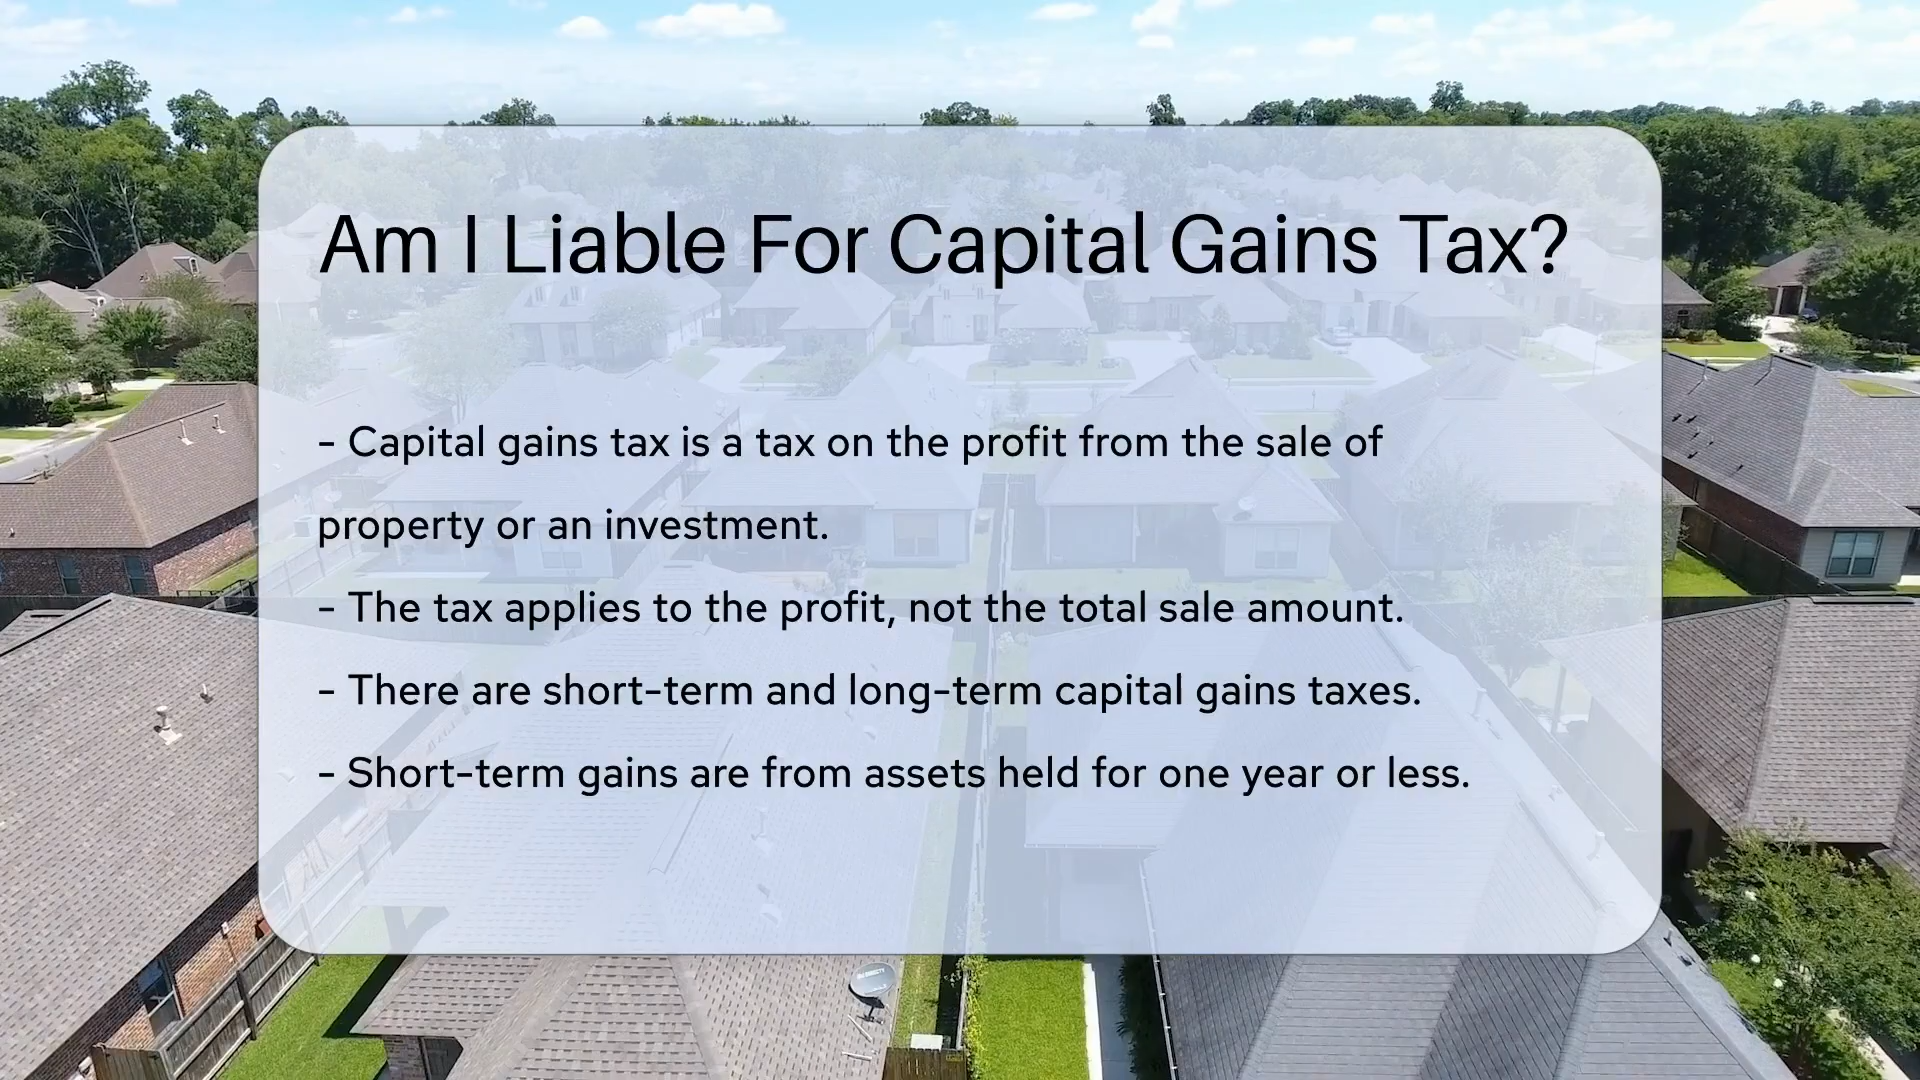 Am I Liable For Capital Gains Tax?
- Capital gains tax is a tax on the profit from the sale of
property or an investment.
- The tax applies to the profit, not the total sale amount.
- There are short-term and long-term capital gains taxes.
- Short-term gains are from assets held for one year or less.